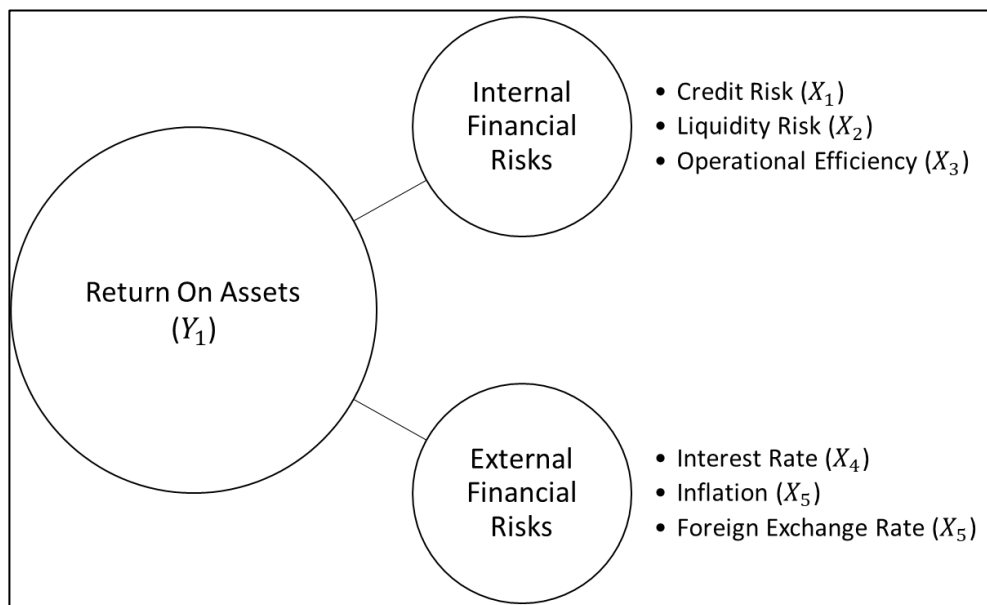 Internal
Financial
Risks
• Credit Risk (X₁)
• Liquidity Risk (X₂)
• Operational Efficiency (X₃)
Return On Assets
(Y₁)
External
Financial
Risks
• Interest Rate (X₄)
• Inflation (X₅)
• Foreign Exchange Rate (X₅)